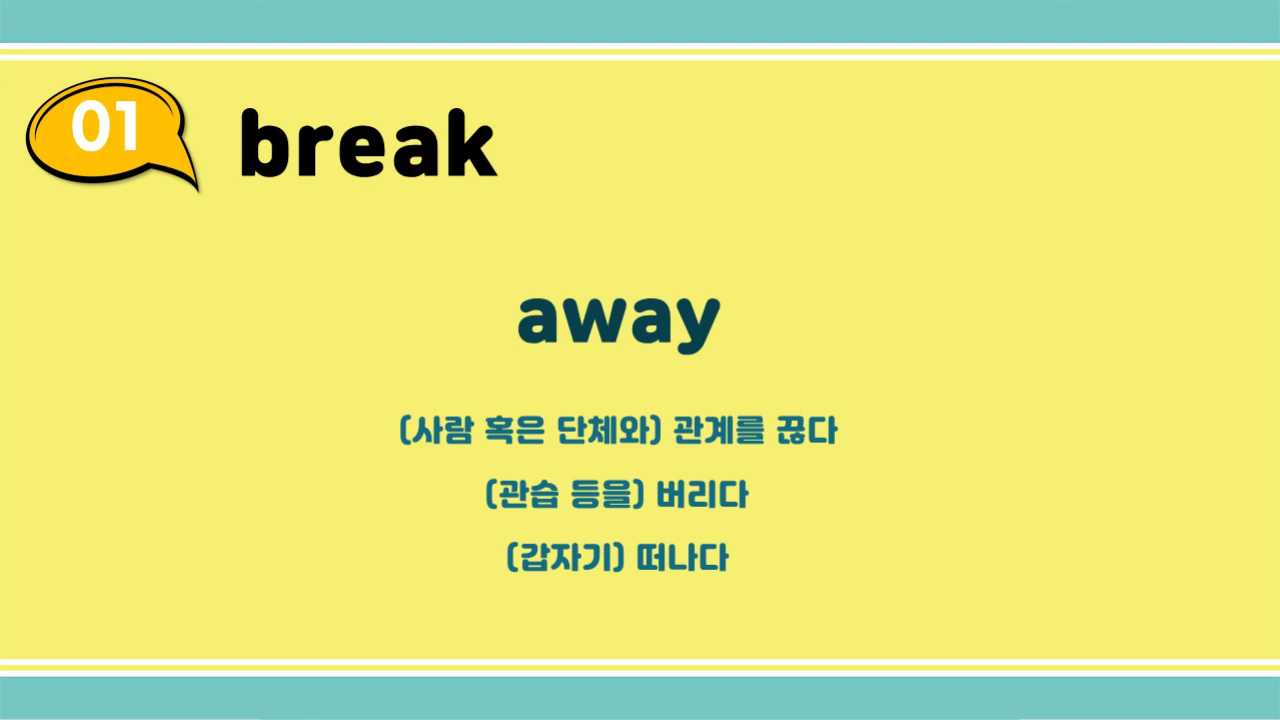 01
break
away
(사람 혹은 단체와) 관계를 끊다
(관습 등을) 버리다
(갑자기) 떠나다